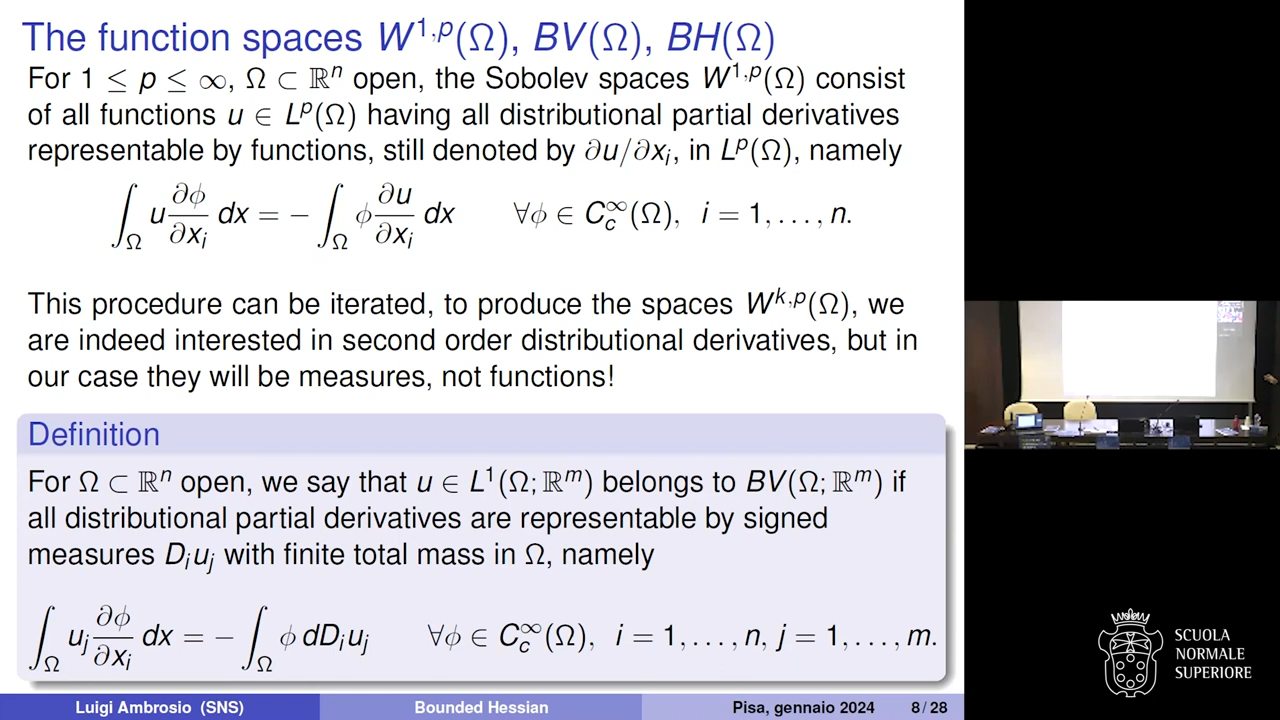 The function spaces W^{1,p}(Ω), BV(Ω), BH(Ω)
For 1 ≤ p ≤ ∞, Ω ⊂ ℝⁿ open, the Sobolev spaces W^{1,p}(Ω) consist
of all functions u ∈ L^p(Ω) having all distributional partial derivatives
representable by functions, still denoted by ∂u/∂x_i, in L^p(Ω), namely
∫_Ω u ∂φ/∂x_i dx = − ∫_Ω φ ∂u/∂x_i dx ∀φ ∈ C_c^∞(Ω), i = 1, . . . , n.
This procedure can be iterated, to produce the spaces W^{k,p}(Ω), we
are indeed interested in second order distributional derivatives, but in
our case they will be measures, not functions!
Definition
For Ω ⊂ ℝⁿ open, we say that u ∈ L¹(Ω; ℝ^m) belongs to BV(Ω; ℝ^m) if
all distributional partial derivatives are representable by signed
measures D_i u_j with finite total mass in Ω, namely
∫_Ω u_j ∂φ/∂x_i dx = − ∫_Ω φ dD_i u_j ∀φ ∈ C_c^∞(Ω), i = 1, . . . , n, j = 1, . . . , m.
Luigi Ambrosio (SNS) Bounded Hessian Pisa, gennaio 2024 8 / 28
SCUOLA
NORMALE
SUPERIORE